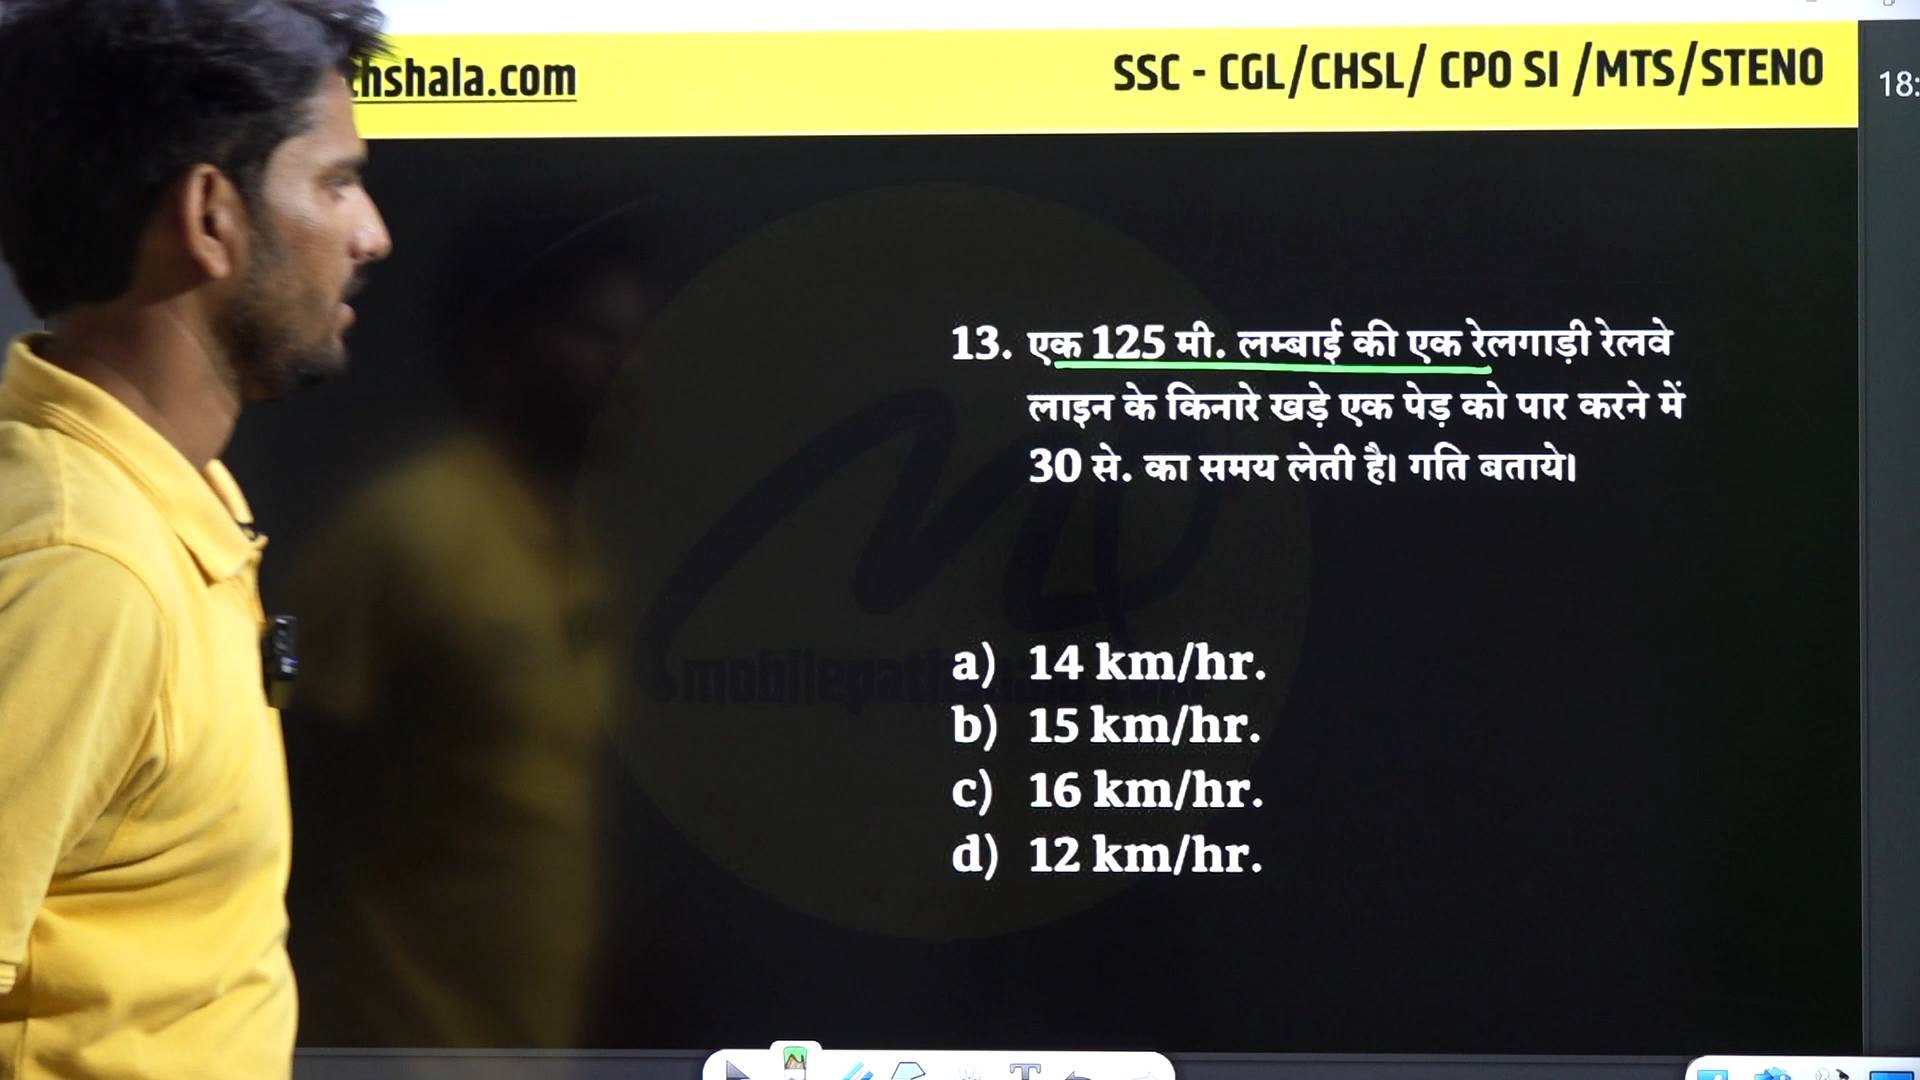 thshala.com
SSC - CGL/CHSL/ CPO SI /MTS/STENO
18:
13. एक 125 मी. लम्बाई की एक रेलगाड़ी रेलवे
लाइन के किनारे खड़े एक पेड़ को पार करने में
30 से. का समय लेती है। गति बताये।
a) 14 km/hr.
b) 15 km/hr.
c) 16 km/hr.
d) 12 km/hr.